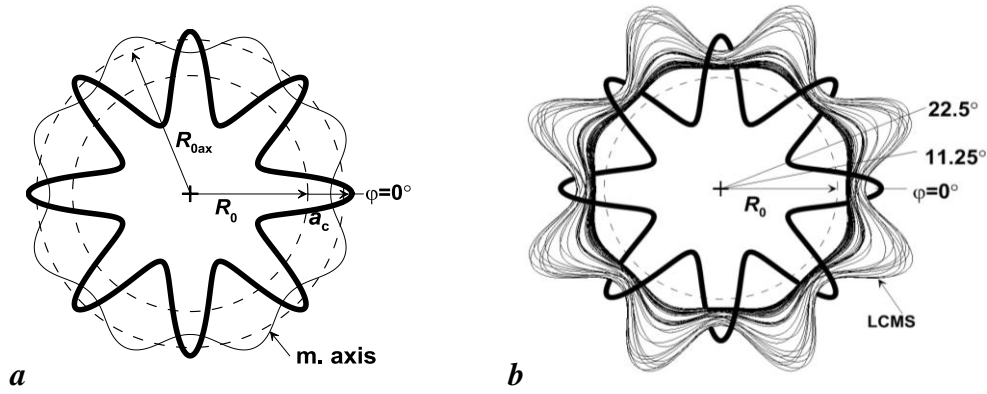 R0ax
R0
ac
φ=0°
m. axis
a
22.5°
11.25°
φ=0°
R0
LCMS
b